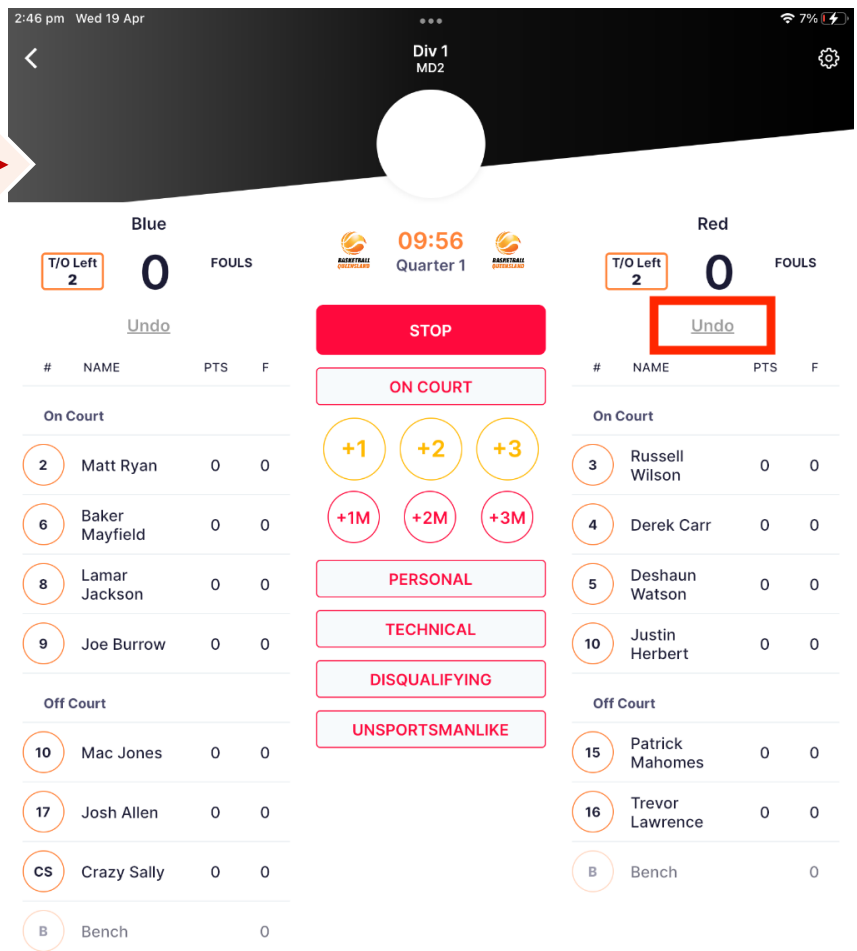 2:46 pm Wed 19 Apr
7%
Div 1
MD2
Blue
T/O Left
2
0
FOULS
Undo
BASKETBALL
QUEENSLAND
09:56
Quarter 1
BASKETBALL
QUEENSLAND
Red
T/O Left
2
0
FOULS
Undo
# NAME PTS F
On Court
2 Matt Ryan 0 0
6 Baker
Mayfield 0 0
8 Lamar
Jackson 0 0
9 Joe Burrow 0 0
Off Court
10 Mac Jones 0 0
17 Josh Allen 0 0
CS Crazy Sally 0 0
B Bench 0
STOP
ON COURT
+1 +2 +3
+1M +2M +3M
PERSONAL
TECHNICAL
DISQUALIFYING
UNSPORTSMANLIKE
# NAME PTS F
On Court
3 Russell
Wilson 0 0
4 Derek Carr 0 0
5 Deshaun
Watson 0 0
10 Justin
Herbert 0 0
Off Court
15 Patrick
Mahomes 0 0
16 Trevor
Lawrence 0 0
B Bench 0